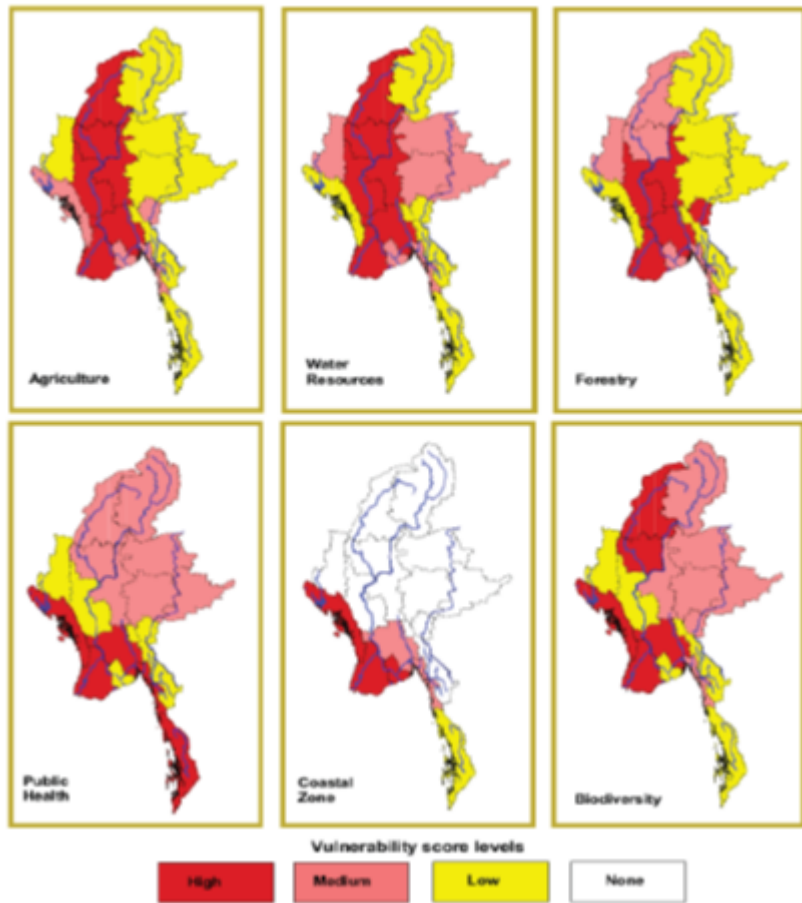 Agriculture
Water
Resources
Forestry
Public
Health
Coastal
Zone
Biodiversity
Vulnerability score levels
High
Medium
Low
None